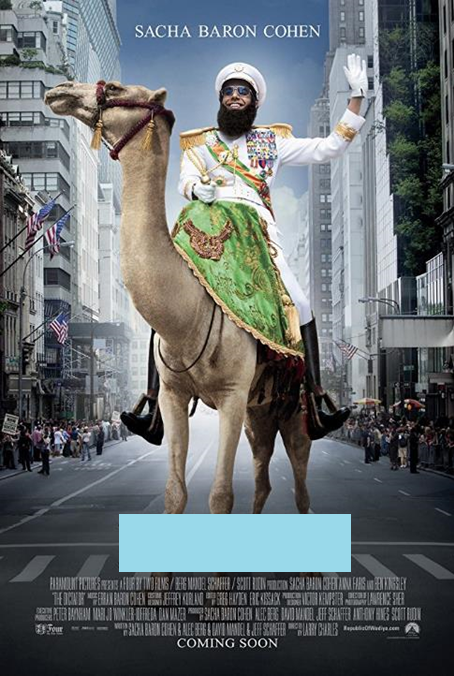 SACHA BARON COHEN
PARAMOUNT PICTURES PRESENTS A FOUR BY TWO FILMS / BERG MANDEL SCHAFFER / SCOTT RUDIN PRODUCTION SACHA BARON COHEN ANNA FARIS AND BEN KINGSLEY
"THE DICTATOR" MUSIC BY ERRAN BARON COHEN JEFFREY KURLAND GREG HAYDEN ERIC KISSACK PRODUCTION DESIGNER VICTOR KEMPSTER DIRECTOR OF PHOTOGRAPHY LAWRENCE SHER
EXECUTIVE PRODUCERS PETER BAYNHAM MARI JO WINKLER-IOFFREDA DAN MAZER PRODUCED BY SACHA BARON COHEN ALEC BERG DAVID MANDEL JEFF SCHAFFER ANTHONY HINES SCOTT RUDIN
Four WRITTEN BY SACHA BARON COHEN & ALEC BERG & DAVID MANDEL & JEFF SCHAFFER DIRECTED BY LARRY CHARLES RepublicOfWadiya.com
COMING SOON